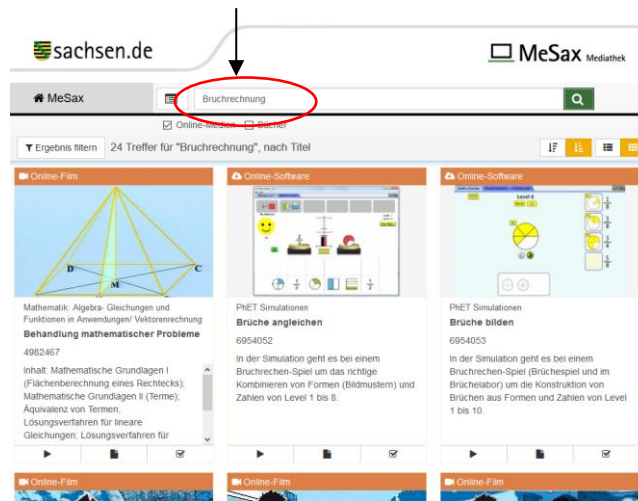 sachsen.de
MeSax Mediathek
MeSax
Bruchrechnung
Online-Medien Bücher
Ergebnis filtern
24 Treffer für "Bruchrechnung", nach Titel
Online-Film
D
C
M
Mathematik: Algebra- Gleichungen und
Funktionen in Anwendungen/ Vektorenrechnung
Behandlung mathematischer Probleme
4982467
Inhalt: Mathematische Grundlagen I
(Flächenberechnung eines Rechtecks);
Mathematische Grundlagen II (Terme);
Äquivalenz von Termen;
Lösungsverfahren für lineare
Gleichungen; Lösungsverfahren für
Online-Software
PhET Simulationen
Brüche angleichen
6954052
In der Simulation geht es bei einem
Bruchrechen-Spiel um das richtige
Kombinieren von Formen (Bildmustern) und
Zahlen von Level 1 bis 8.
Online-Software
Level 6
PhET Simulationen
Brüche bilden
6954053
In der Simulation geht es bei einem
Bruchrechen-Spiel (Brüchespiel und im
Brüchelabor) um die Konstruktion von
Brüchen aus Formen und Zahlen von Level
1 bis 10.
Online-Film
Online-Film
Online-Film